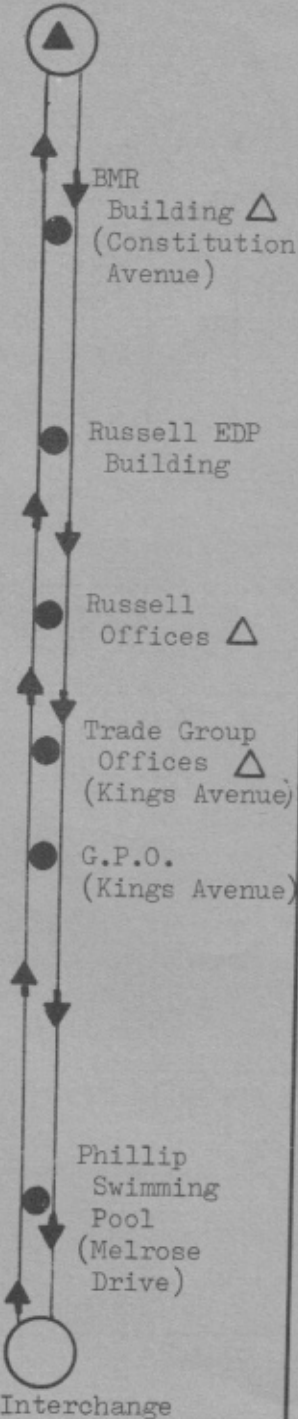 BMR
Building △
(Constitution
Avenue)
Russell EDP
Building
Russell
Offices △
Trade Group
Offices △
(Kings Avenue)
G.P.O.
(Kings Avenue)
Phillip
Swimming
Pool
(Melrose
Drive)
Interchange